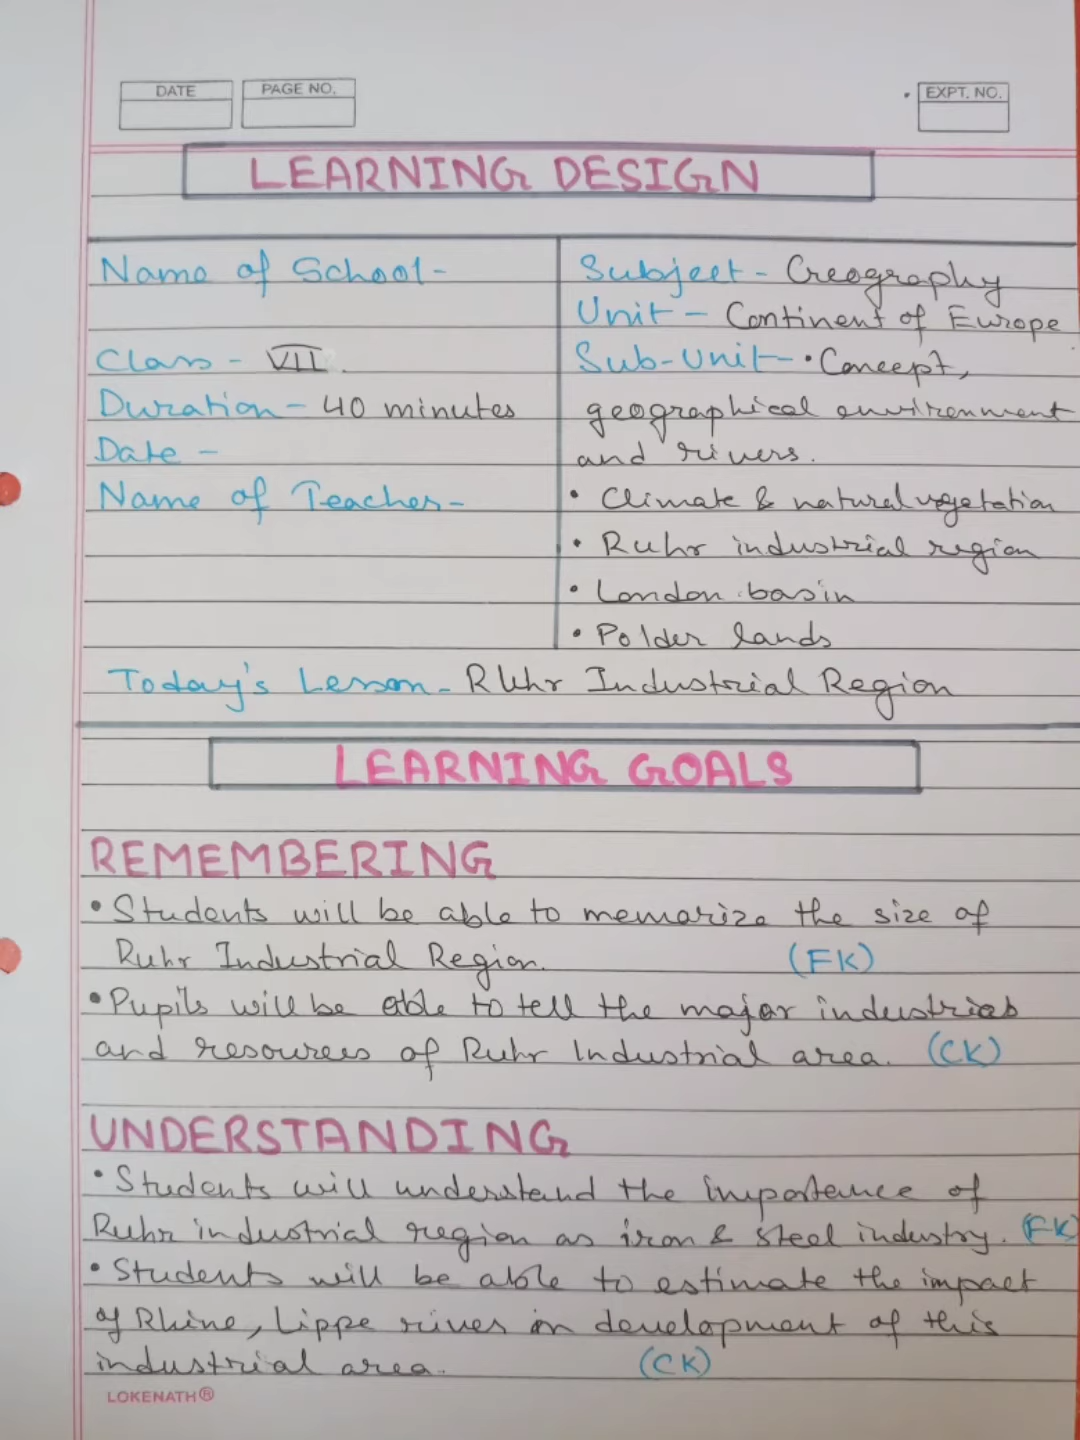 DATE
PAGE NO.
EXPT. NO.
LEARNING DESIGN
Name of School-
Class - VII
Duration - 40 minutes
Date -
Name of Teacher-
Subject - Geography
Unit - Continent of Europe
Sub-Unit - • Concept,
geographical environment
and rivers.
• Climate & natural vegetation
• Ruhr industrial region
• London basin
• Polder lands
Today's Lesson - Ruhr Industrial Region
LEARNING GOALS
REMEMBERING
• Students will be able to memorize the size of
Ruhr Industrial Region. (FK)
• Pupils will be able to tell the major industries
and resources of Ruhr Industrial area. (CK)
UNDERSTANDING
• Students will understand the importance of
Ruhr industrial region as iron & steel industry. (FK)
• Students will be able to estimate the impact
of Rhine, Lippe river in development of this
industrial area. (CK)
LOKENATH®